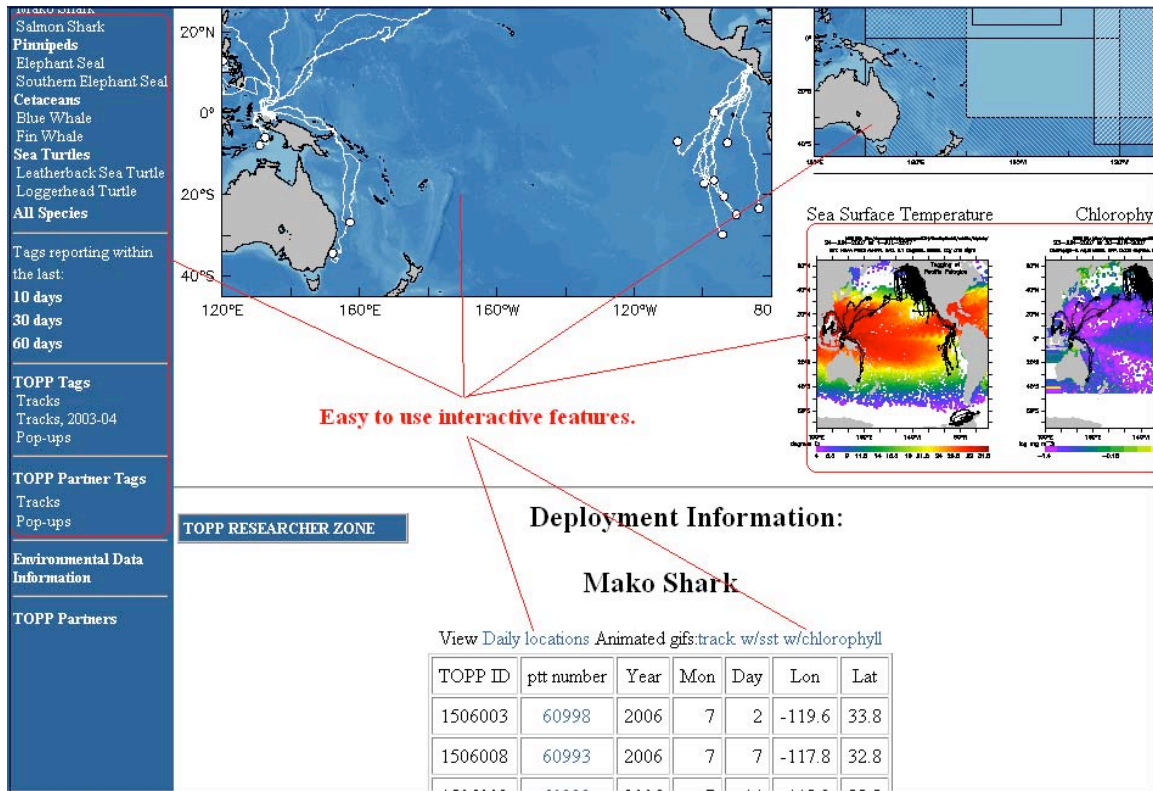 Mako Shark
Salmon Shark
Pinnipeds
Elephant Seal
Southern Elephant Seal
Cetaceans
Blue Whale
Fin Whale
Sea Turtles
Leatherback Sea Turtle
Loggerhead Turtle
All Species
Tags reporting within
the last:
10 days
30 days
60 days
TOPP Tags
Tracks
Tracks, 2003-04
Pop-ups
TOPP Partner Tags
Tracks
Pop-ups
Environmental Data
Information
TOPP Partners
20°N
0°
20°S
40°S
120°E 160°E 160°W 120°W 80
Sea Surface Temperature Chlorophy
Easy to use interactive features.
TOPP RESEARCHER ZONE
Deployment Information:
Mako Shark
View Daily locations Animated gifs:track w/sst w/chlorophyll
TOPP ID ptt number Year Mon Day Lon Lat
1506003 60998 2006 7 2 -119.6 33.8
1506008 60993 2006 7 7 -117.8 32.8